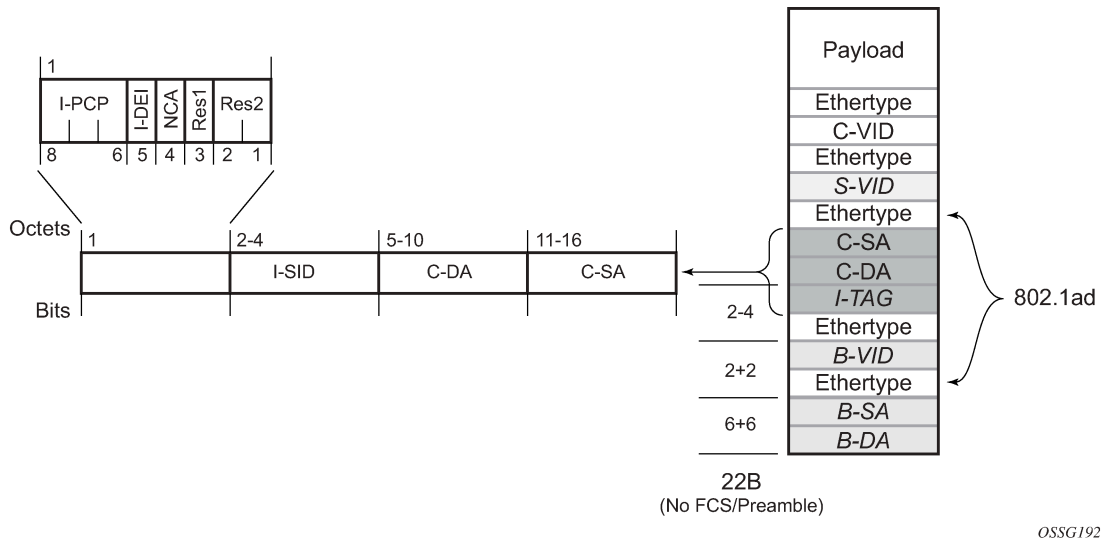 1
I-PCP I-DEI NCA Res1 Res2
8 6 5 4 3 2 1
Octets
1 2-4 5-10 11-16
I-SID C-DA C-SA
Bits
Payload
Ethertype
C-VID
Ethertype
S-VID
Ethertype
C-SA
C-DA
I-TAG
Ethertype
B-VID
Ethertype
B-SA
B-DA
802.1ad
2-4
2+2
6+6
22B
(No FCS/Preamble)
OSSG192